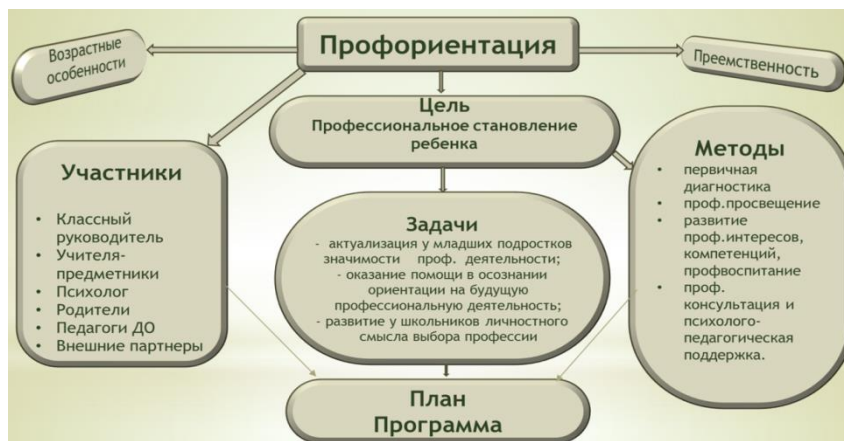 Профориентация
Возрастные
особенности
Преемственность
Цель
Профессиональное становление
ребенка
Участники
• Классный
руководитель
• Учителя-
предметники
• Психолог
• Родители
• Педагоги ДО
• Внешние партнеры
Задачи
- актуализация у младших подростков
значимости проф. деятельности;
- оказание помощи в осознании
ориентации на будущую
профессиональную деятельность;
- развитие у школьников личностного
смысла выбора профессии
Методы
• первичная
диагностика
• проф.просвещение
• развитие
проф.интересов,
компетенций,
профвоспитание
• проф.
консультация и
психолого-
педагогическая
поддержка.
План
Программа